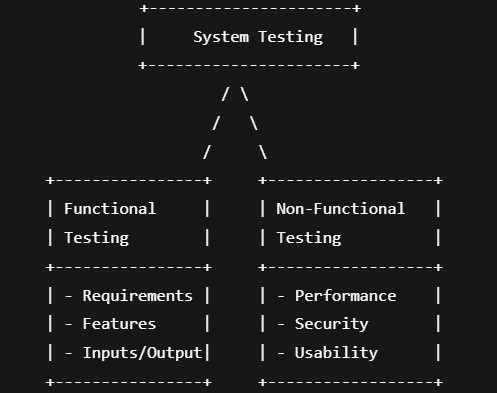 System Testing
Functional
Testing
- Requirements
- Features
- Inputs/Output
Non-Functional
Testing
- Performance
- Security
- Usability